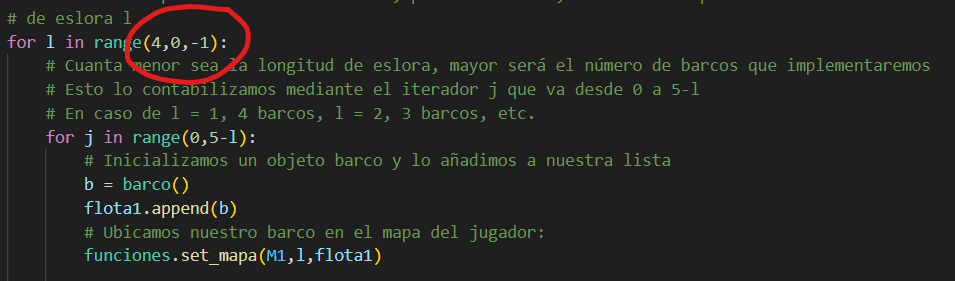 # de eslora l
for l in range(4,0,-1):
# Cuanta menor sea la longitud de eslora, mayor será el número de barcos que implementaremos
# Esto lo contabilizamos mediante el iterador j que va desde 0 a 5-l
# En caso de l = 1, 4 barcos, l = 2, 3 barcos, etc.
for j in range(0,5-l):
# Inicializamos un objeto barco y lo añadimos a nuestra lista
b = barco()
flota1.append(b)
# Ubicamos nuestro barco en el mapa del jugador:
funciones.set_mapa(M1,l,flota1)